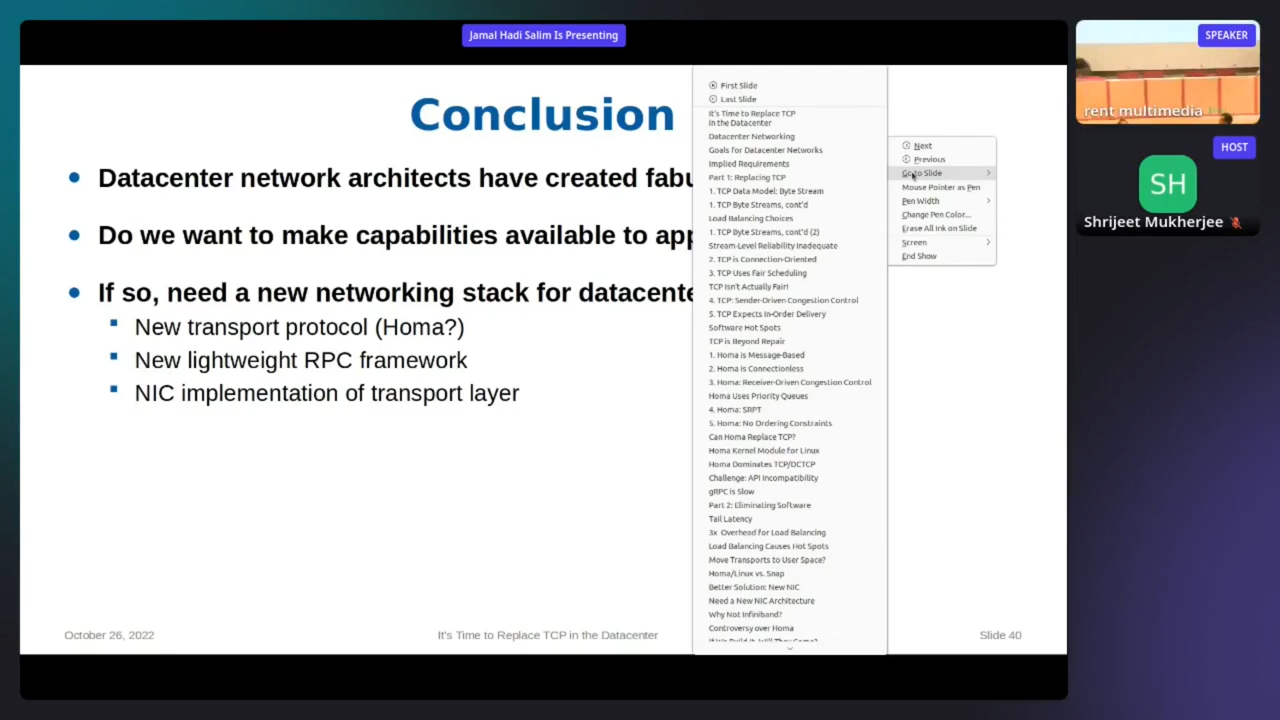 Jamal Hadi Salim Is Presenting
Conclusion
Datacenter network architects have created fabu
Do we want to make capabilities available to app
If so, need a new networking stack for datacente
New transport protocol (Homa?)
New lightweight RPC framework
NIC implementation of transport layer
October 26, 2022
It's Time to Replace TCP in the Datacenter
Slide 40
First Slide
Last Slide
It's Time to Replace TCP
in the Datacenter
Datacenter Networking
Goals for Datacenter Networks
Implied Requirements
Part 1: Replacing TCP
1. TCP Data Model: Byte Stream
1. TCP Byte Streams, cont'd
Load Balancing Choices
1. TCP Byte Streams, cont'd (2)
Stream-Level Reliability Inadequate
2. TCP is Connection-Oriented
3. TCP Uses Fair Scheduling
TCP Isn't Actually Fair!
4. TCP: Sender-Driven Congestion Control
5. TCP Expects In-Order Delivery
Software Hot Spots
TCP is Beyond Repair
1. Homa is Message-Based
2. Homa is Connectionless
3. Homa: Receiver-Driven Congestion Control
Homa Uses Priority Queues
4. Homa: SRPT
5. Homa: No Ordering Constraints
Can Homa Replace TCP?
Homa Kernel Module for Linux
Homa Dominates TCP/DCTCP
Challenge: API Incompatibility
gRPC is Slow
Part 2: Eliminating Software
Tail Latency
3x Overhead for Load Balancing
Load Balancing Causes Hot Spots
Move Transports to User Space?
Homa/Linux vs. Snap
Better Solution: New NIC
Need a New NIC Architecture
Why Not Infiniband?
Controversy over Homa
If We Build It, Will They Come?
Next
Previous
Go to Slide
Mouse Pointer as Pen
Pen Width
Change Pen Color...
Erase All Ink on Slide
Screen
End Show
SPEAKER
rent multimedia
HOST
SH
Shrijeet Mukherjee